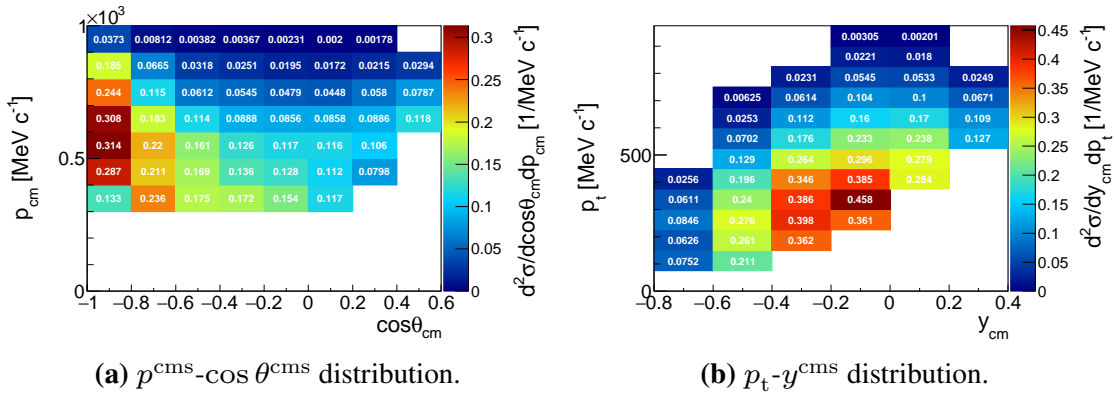 1×10³
p_cm [MeV c⁻¹]
0.0373 0.00812 0.00382 0.00367 0.00231 0.002 0.00178
0.185 0.0665 0.0318 0.0251 0.0195 0.0172 0.0215 0.0294
0.244 0.115 0.0612 0.0545 0.0479 0.0448 0.058 0.0787
0.308 0.183 0.114 0.0888 0.0856 0.0858 0.0886 0.118
0.314 0.22 0.161 0.126 0.117 0.116 0.106
0.5
0.287 0.211 0.169 0.136 0.128 0.112 0.0798
0.133 0.236 0.175 0.172 0.154 0.117
0
−1 −0.8 −0.6 −0.4 −0.2 0 0.2 0.4 0.6
cosθ_cm
0.3
0.25
0.2
0.15
0.1
0.05
0
d²σ/dcosθ_cm dp_cm [1/MeV c⁻¹]
(a) p^cms-cos θ^cms distribution.
p_t [MeV c⁻¹]
0.00305 0.00201
0.0221 0.018
0.0231 0.0545 0.0533 0.0249
0.00625 0.0614 0.104 0.1 0.0671
0.0253 0.112 0.16 0.17 0.109
0.0702 0.176 0.233 0.238 0.127
500
0.129 0.264 0.296 0.279
0.0256 0.196 0.346 0.385 0.284
0.0611 0.24 0.386 0.458
0.0846 0.276 0.398 0.361
0.0626 0.261 0.362
0.0752 0.211
0
−0.8 −0.6 −0.4 −0.2 0 0.2 0.4
y_cm
0.45
0.4
0.35
0.3
0.25
0.2
0.15
0.1
0.05
0
d²σ/dy_cm dp_t [1/MeV c⁻¹]
(b) p_t-y^cms distribution.